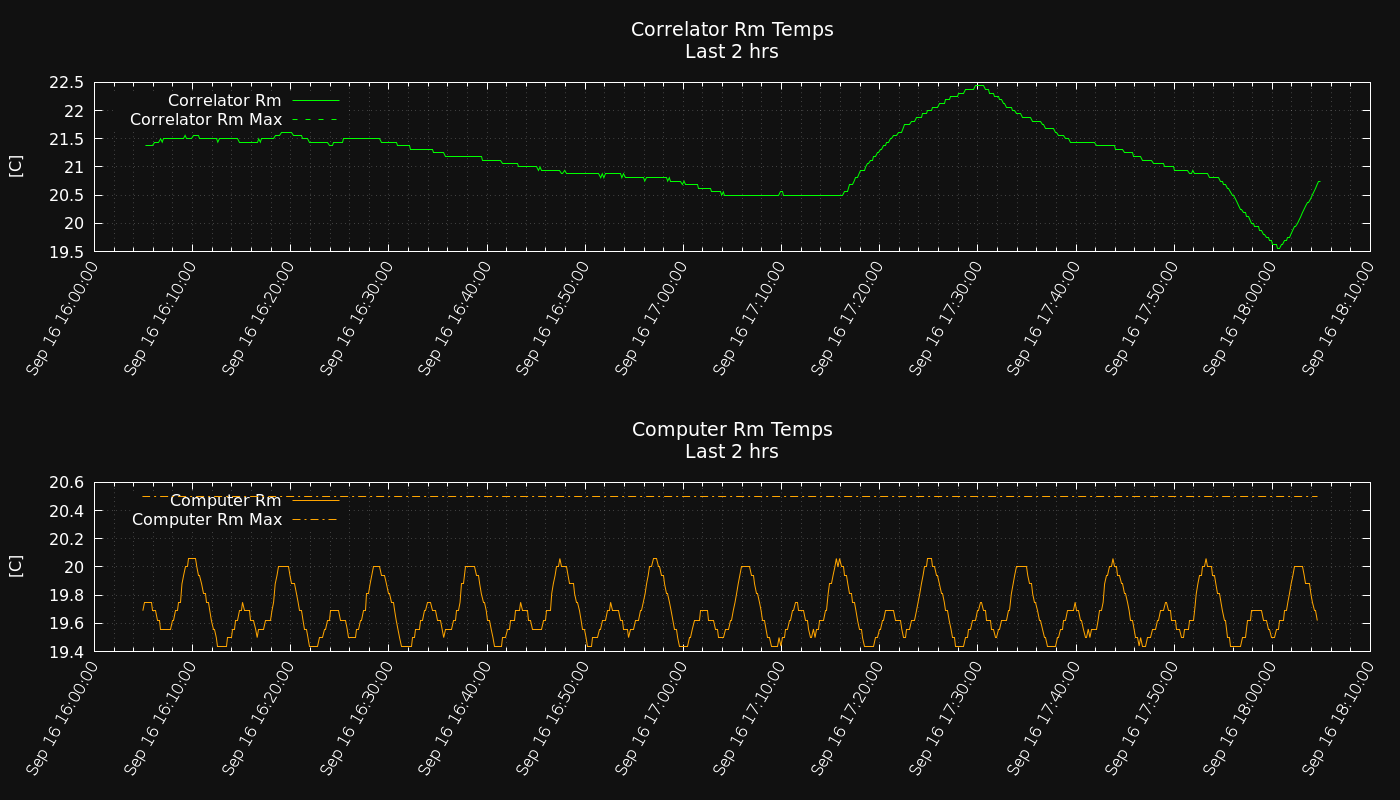 Correlator Rm Temps
Last 2 hrs
22.5
22
21.5
21
20.5
20
19.5
[C]
Correlator Rm
Correlator Rm Max
Sep 16 16:00:00
Sep 16 16:10:00
Sep 16 16:20:00
Sep 16 16:30:00
Sep 16 16:40:00
Sep 16 16:50:00
Sep 16 17:00:00
Sep 16 17:10:00
Sep 16 17:20:00
Sep 16 17:30:00
Sep 16 17:40:00
Sep 16 17:50:00
Sep 16 18:00:00
Sep 16 18:10:00
Computer Rm Temps
Last 2 hrs
20.6
20.4
20.2
20
19.8
19.6
19.4
[C]
Computer Rm
Computer Rm Max
Sep 16 16:00:00
Sep 16 16:10:00
Sep 16 16:20:00
Sep 16 16:30:00
Sep 16 16:40:00
Sep 16 16:50:00
Sep 16 17:00:00
Sep 16 17:10:00
Sep 16 17:20:00
Sep 16 17:30:00
Sep 16 17:40:00
Sep 16 17:50:00
Sep 16 18:00:00
Sep 16 18:10:00